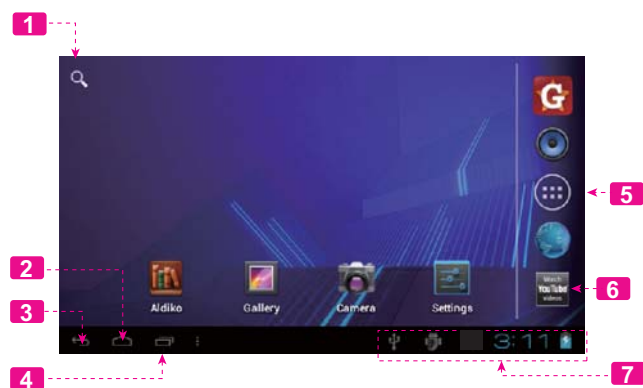 1
G
5
2
Aldiko
Gallery
Camera
Settings
Watch
YouTube
videos
6
3
3:11
4
7